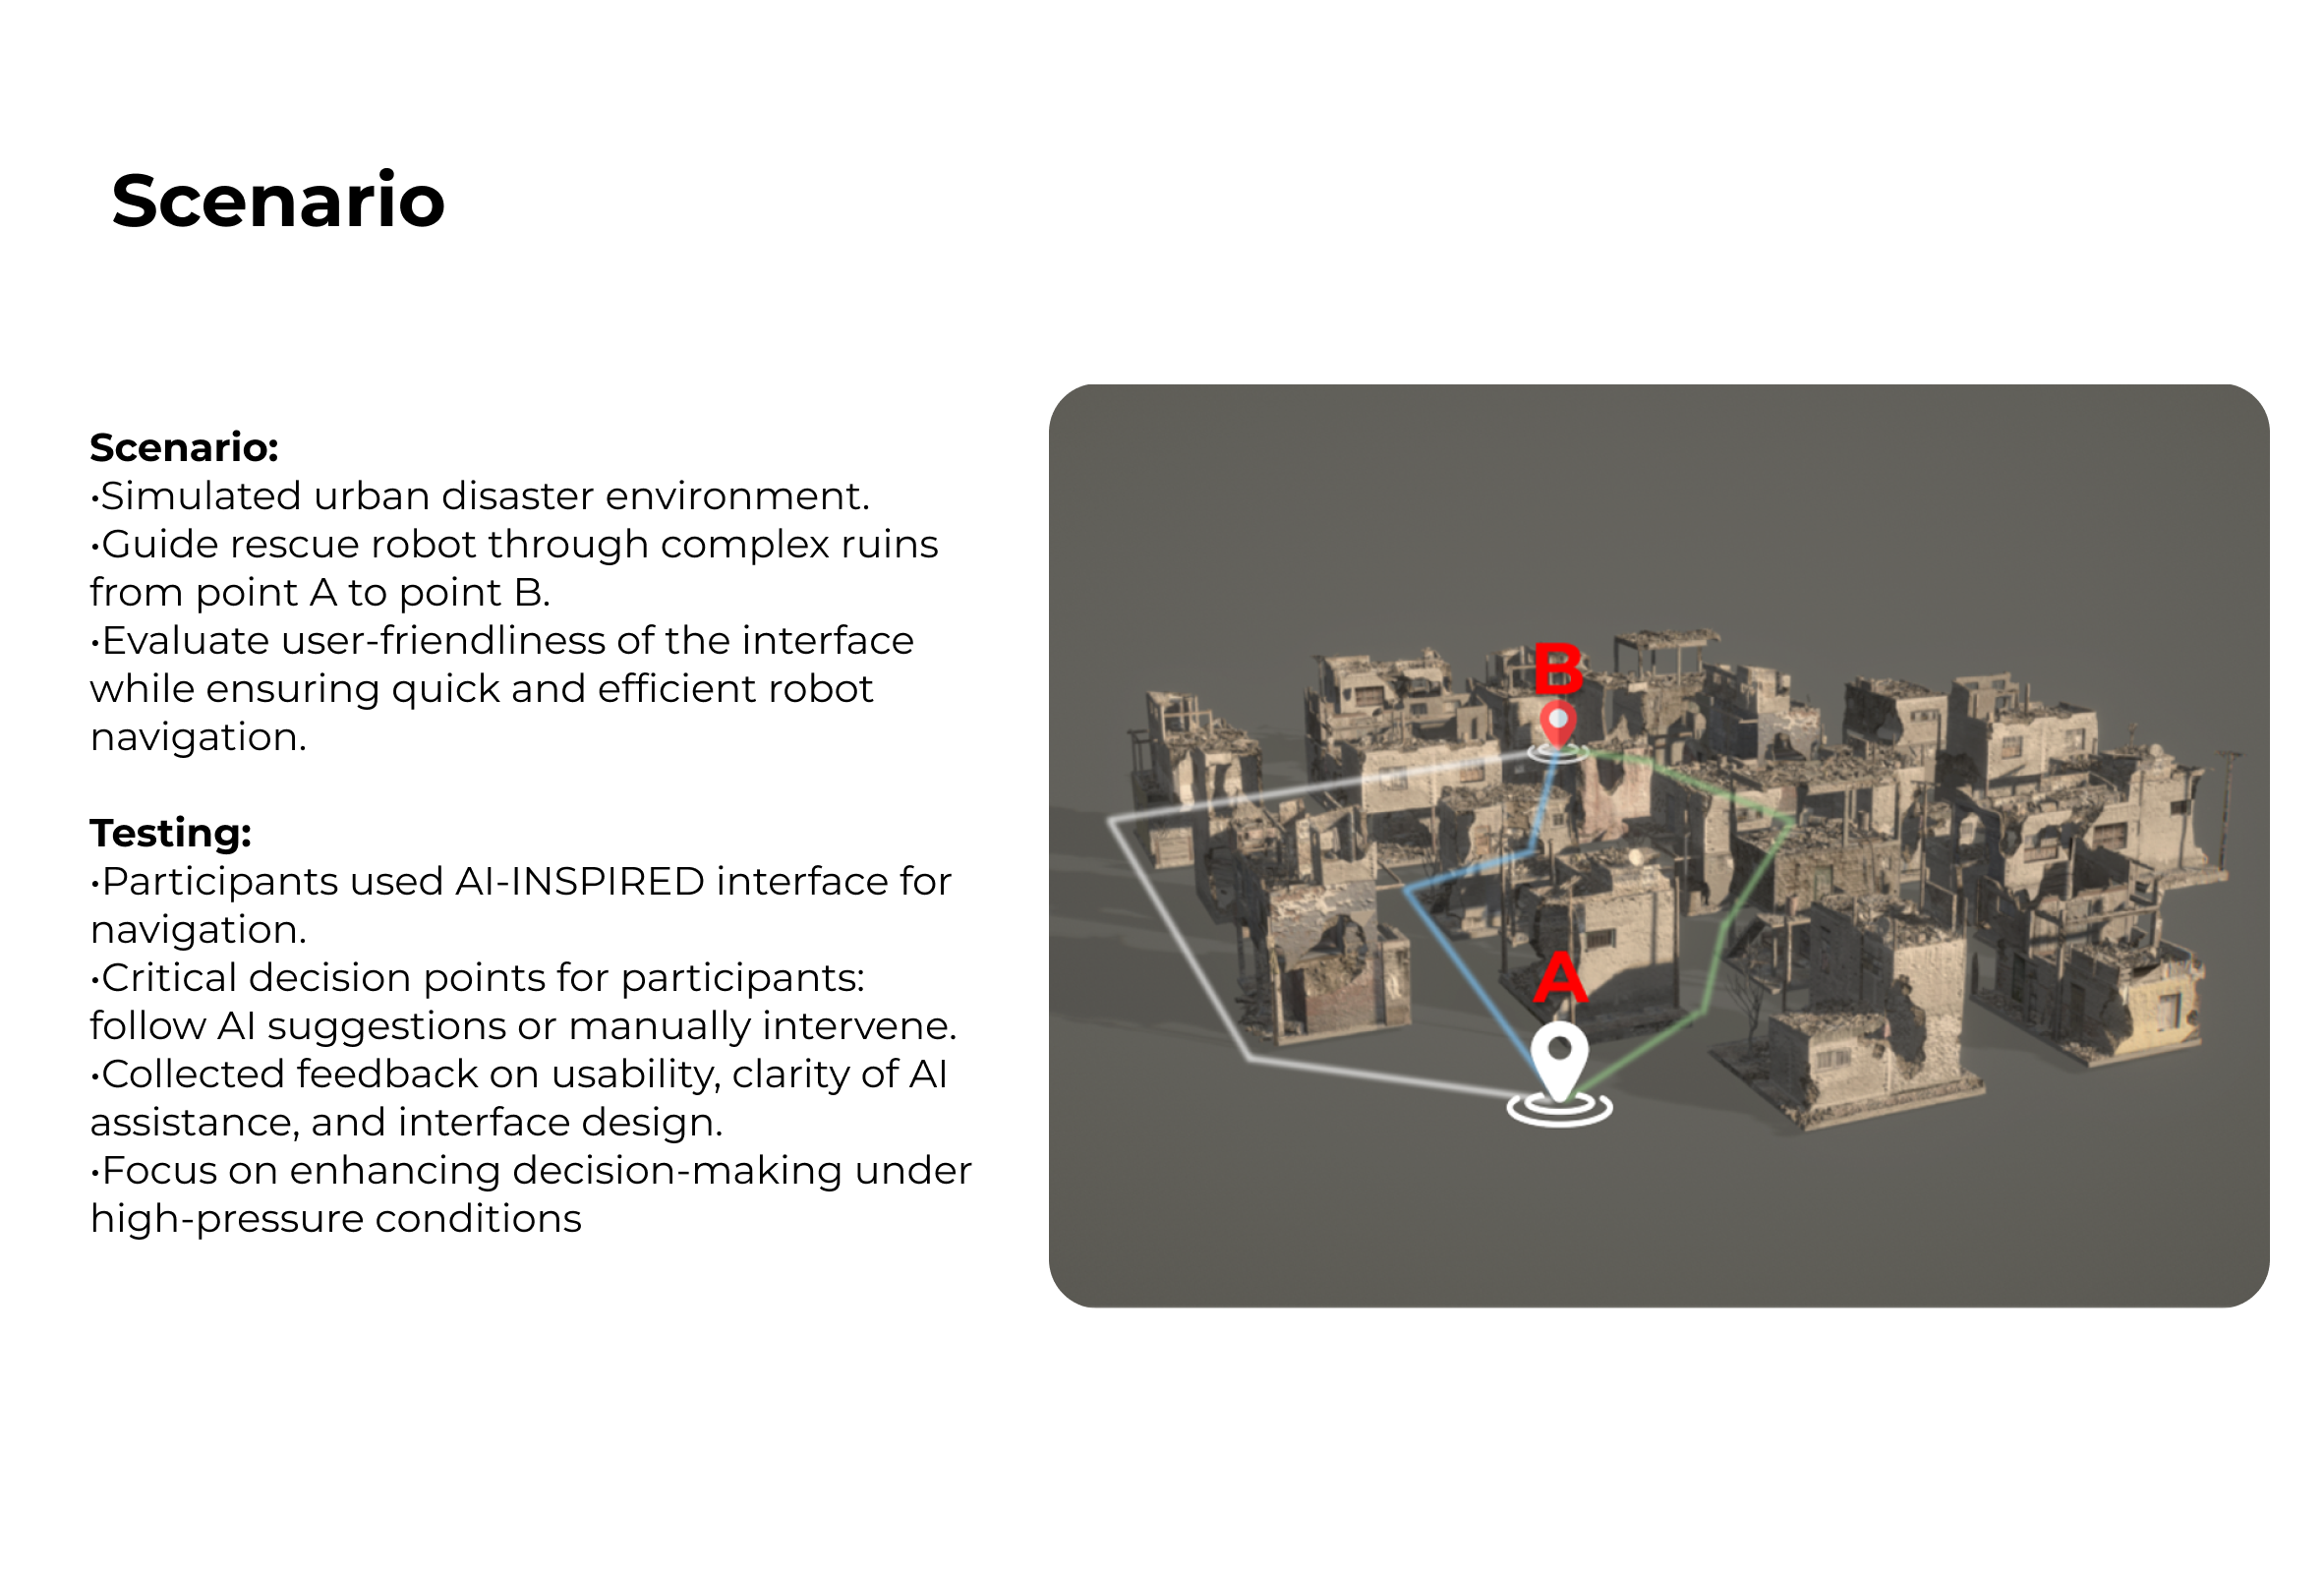 Scenario
Scenario:
•Simulated urban disaster environment.
•Guide rescue robot through complex ruins
from point A to point B.
•Evaluate user-friendliness of the interface
while ensuring quick and efficient robot
navigation.
Testing:
•Participants used AI-INSPIRED interface for
navigation.
•Critical decision points for participants:
follow AI suggestions or manually intervene.
•Collected feedback on usability, clarity of AI
assistance, and interface design.
•Focus on enhancing decision-making under
high-pressure conditions
B
A